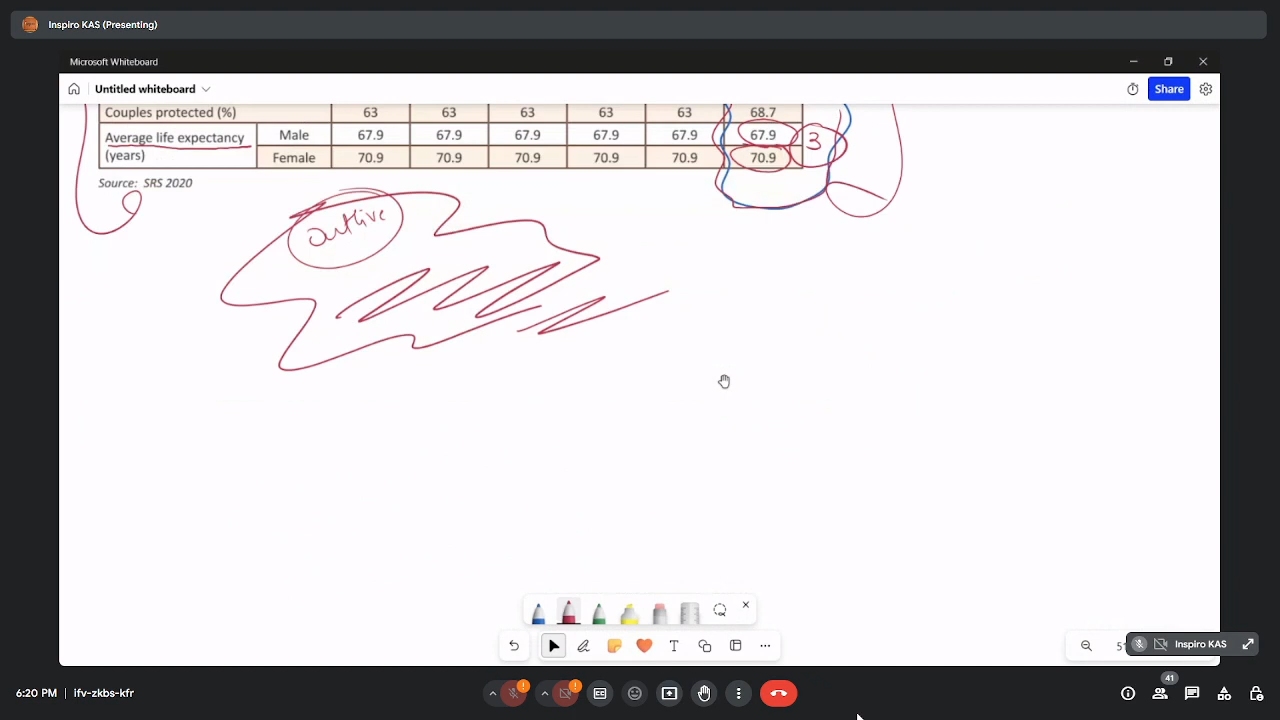 Inspiro KAS (Presenting)
Microsoft Whiteboard
Untitled whiteboard
Share
Couples protected (%) 63 63 63 63 63 68.7
Average life expectancy (years) Male 67.9 67.9 67.9 67.9 67.9 67.9
Female 70.9 70.9 70.9 70.9 70.9 70.9
3
Source: SRS 2020
outlive
T
Inspiro KAS
41
6:20 PM | lfv-zkbs-kfr